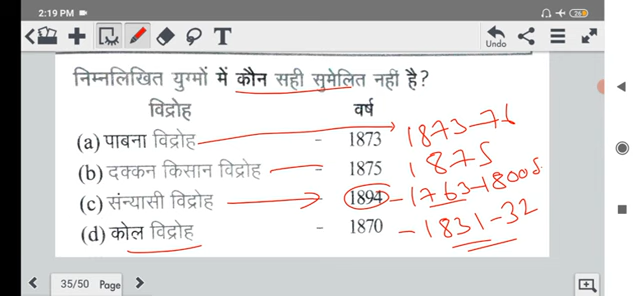 2:19 PM 26
T Undo
निम्नलिखित युग्मों में कौन सही सुमेलित नहीं है?
विद्रोह वर्ष
(a) पाबना विद्रोह - 1873 1873-76
(b) दक्कन किसान विद्रोह - 1875 1875
(c) संन्यासी विद्रोह 1894 - 1763-1800
(d) कोल विद्रोह - 1870 - 1831-32
35/50 Page